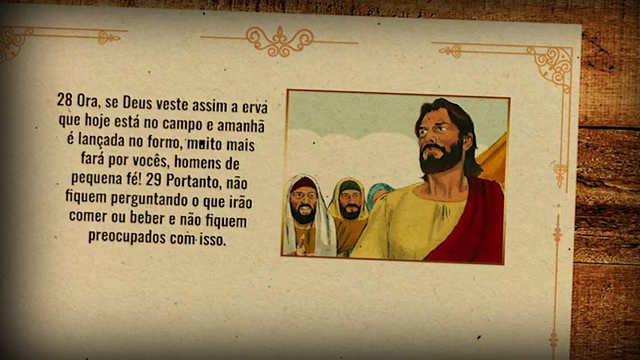 28 Ora, se Deus veste assim a erva
que hoje está no campo e amanhã
é lançada no forno, muito mais
fará por vocês, homens de
pequena fé! 29 Portanto, não
fiquem perguntando o que irão
comer ou beber e não fiquem
preocupados com isso.